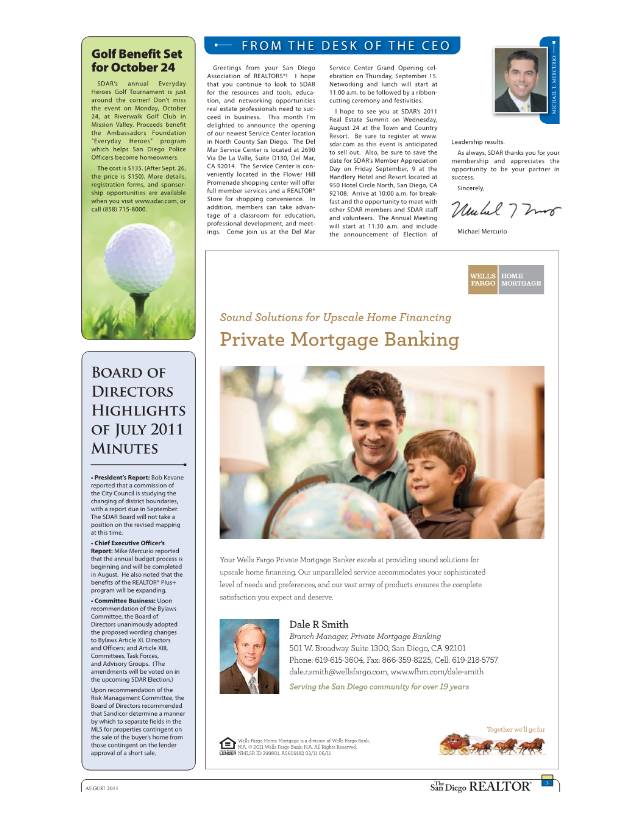 Golf Benefit Set
for October 24
SDAR's annual Everyday
Heroes Golf Tournament is just
around the corner! Don't miss
the event on Monday, October
24, at Riverwalk Golf Club in
Mission Valley. Proceeds benefit
the Ambassadors Foundation
"Everyday Heroes" program
which helps San Diego Police
Officers become homeowners.
The cost is $135. (After Sept. 26,
the price is $150). More details,
registration forms, and sponsor-
ship opportunities are available
when you visit www.sdar.com, or
call (858) 715-8000.
BOARD OF
DIRECTORS
HIGHLIGHTS
OF JULY 2011
MINUTES
• President's Report: Bob Kevane
reported that a commission of
the City Council is studying the
changing of district boundaries,
with a report due in September.
The SDAR Board will not take a
position on the revised mapping
at this time.
• Chief Executive Officer's
Report: Mike Mercurio reported
that the annual budget process is
beginning and will be completed
in August. He also noted that the
benefits of the REALTOR® Plus+
program will be expanding.
• Committee Business: Upon
recommendation of the Bylaws
Committee, the Board of
Directors unanimously adopted
the proposed wording changes
to Bylaws Article XI, Directors
and Officers; and Article XIII,
Committees, Task Forces,
and Advisory Groups. (The
amendments will be voted on in
the upcoming SDAR Election.)
Upon recommendation of the
Risk Management Committee, the
Board of Directors recommended
that Sandicor determine a manner
by which to separate fields in the
MLS for properties contingent on
the sale of the buyer's home from
those contingent on the lender
approval of a short sale.
FROM THE DESK OF THE CEO
Greetings from your San Diego
Association of REALTORS®! I hope
that you continue to look to SDAR
for the resources and tools, educa-
tion, and networking opportunities
real estate professionals need to suc-
ceed in business. This month I'm
delighted to announce the opening
of our newest Service Center location
in North County San Diego. The Del
Mar Service Center is located at 2690
Via De La Valle, Suite D130, Del Mar,
CA 92014. The Service Center is con-
veniently located in the Flower Hill
Promenade shopping center will offer
full member services and a REALTOR®
Store for shopping convenience. In
addition, members can take advan-
tage of a classroom for education,
professional development, and meet-
ings. Come join us at the Del Mar
Service Center Grand Opening cel-
ebration on Thursday, September 15.
Networking and lunch will start at
11:00 a.m. to be followed by a ribbon-
cutting ceremony and festivities.
I hope to see you at SDAR's 2011
Real Estate Summit on Wednesday,
August 24 at the Town and Country
Resort. Be sure to register at www.
sdar.com as this event is anticipated
to sell out. Also, be sure to save the
date for SDAR's Member Appreciation
Day on Friday September, 9 at the
Handlery Hotel and Resort located at
950 Hotel Circle North, San Diego, CA
92108. Arrive at 10:00 a.m. for break-
fast and the opportunity to meet with
other SDAR members and SDAR staff
and volunteers. The Annual Meeting
will start at 11:30 a.m. and include
the announcement of Election of
MICHAEL T. MERCURIO
Leadership results.
As always, SDAR thanks you for your
membership and appreciates the
opportunity to be your partner in
success.
Sincerely,
Michael Mercurio
WELLS FARGO HOME MORTGAGE
Sound Solutions for Upscale Home Financing
Private Mortgage Banking
Your Wells Fargo Private Mortgage Banker excels at providing sound solutions for
upscale home financing. Our unparalleled service accommodates your sophisticated
level of needs and preferences, and our vast array of products ensures the complete
satisfaction you expect and deserve.
Dale R Smith
Branch Manager, Private Mortgage Banking
501 W. Broadway Suite 1300, San Diego, CA 92101
Phone: 619-615-3604, Fax: 866-359-8225, Cell: 619-218-5757
dale.r.smith@wellsfargo.com, www.wfhm.com/dale-smith
Serving the San Diego community for over 19 years
Together we'll go far
Wells Fargo Home Mortgage is a division of Wells Fargo Bank,
N.A. © 2011 Wells Fargo Bank, N.A. All Rights Reserved.
AUGUST 2011
The San Diego REALTOR®